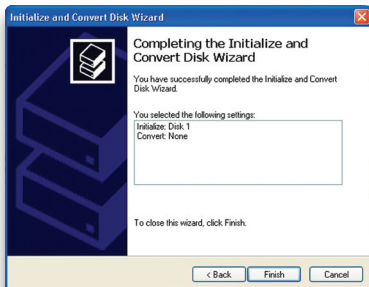 Initialize and Convert Disk Wizard
Completing the Initialize and
Convert Disk Wizard
You have successfully completed the Initialize and Convert
Disk Wizard.
You selected the following settings:
Initialize: Disk 1
Convert: None
To close this wizard, click Finish.
< Back
Finish
Cancel